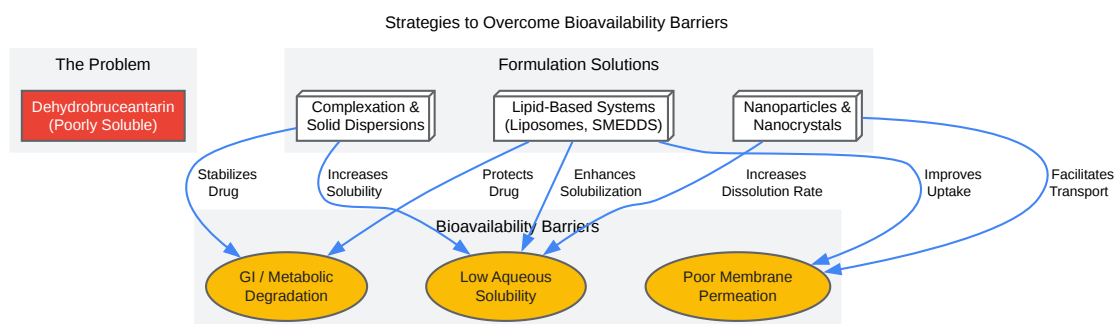 Strategies to Overcome Bioavailability Barriers
The Problem
Dehydrobruceantarin
(Poorly Soluble)
Formulation Solutions
Complexation &
Solid Dispersions
Lipid-Based Systems
(Liposomes, SMEDDS)
Nanoparticles &
Nanocrystals
Stabilizes
Drug
Increases
Solubility
Protects
Drug
Enhances
Solubilization
Increases
Dissolution Rate
Improves
Uptake
Facilitates
Transport
Bioavailability Barriers
GI / Metabolic
Degradation
Low Aqueous
Solubility
Poor Membrane
Permeation